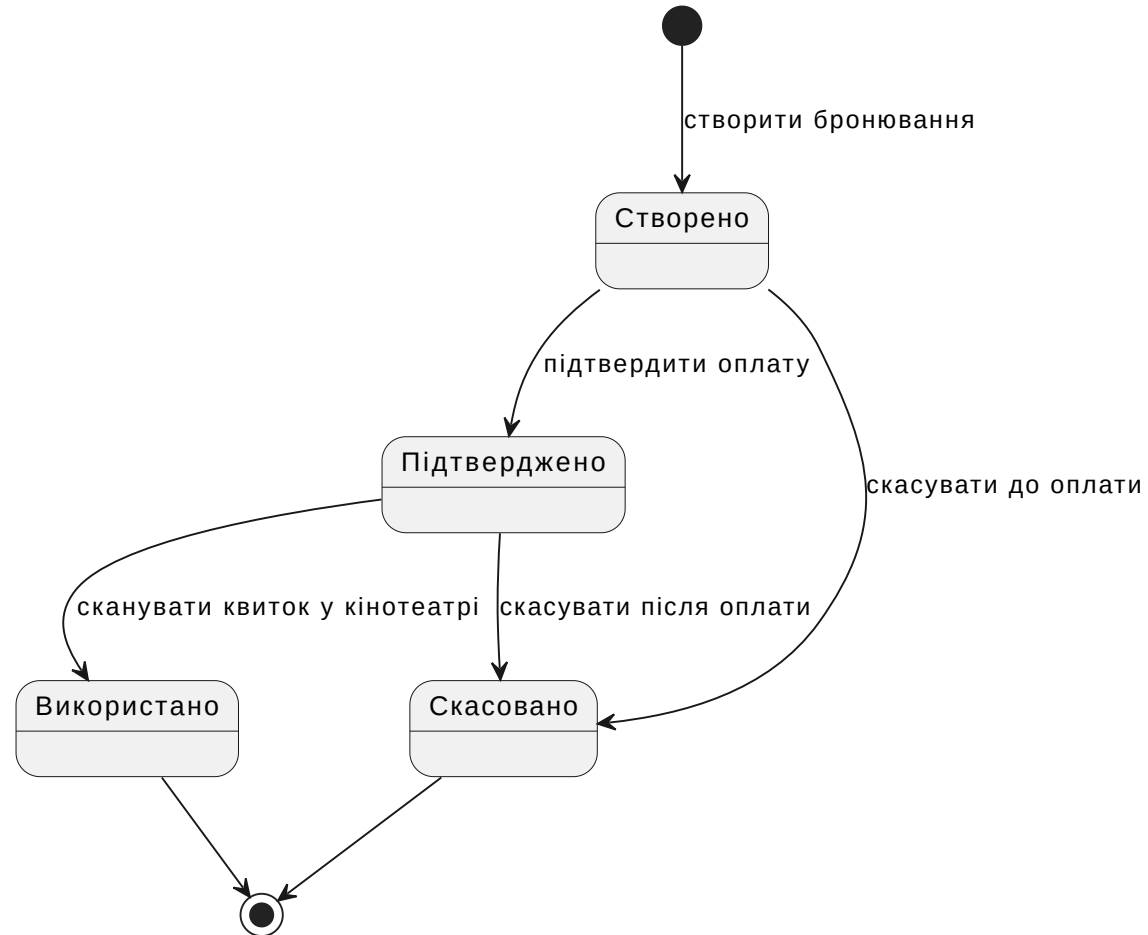 створити бронювання
Створено
підтвердити оплату
Підтверджено
скасувати до оплати
сканувати квиток у кінотеатрі
скасувати після оплати
Використано
Скасовано